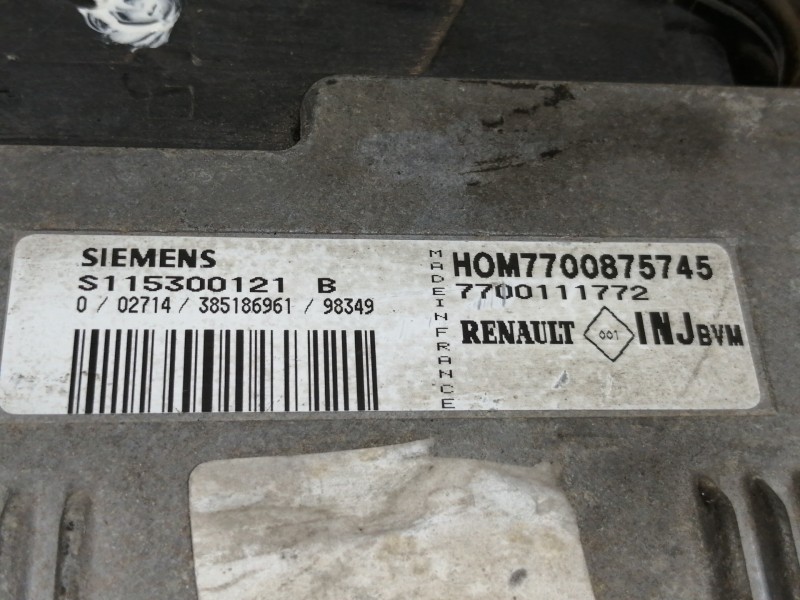 SIEMENS
S115300121 B
0 / 02714 / 385186961 / 98349
MADE IN FRANCE
HOM7700875745
7700111772
RENAULT 001 INJ BVM